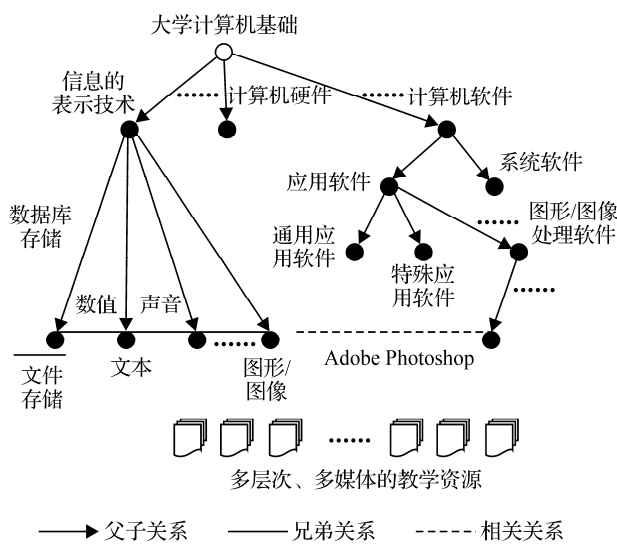 大学计算机基础
信息的
表示技术
计算机硬件
计算机软件
系统软件
应用软件
数据库
存储
通用应
用软件
特殊应
用软件
图形/图像
处理软件
数值
声音
文件
存储
文本
图形/
图像
Adobe Photoshop
多层次、多媒体的教学资源
父子关系
兄弟关系
相关关系